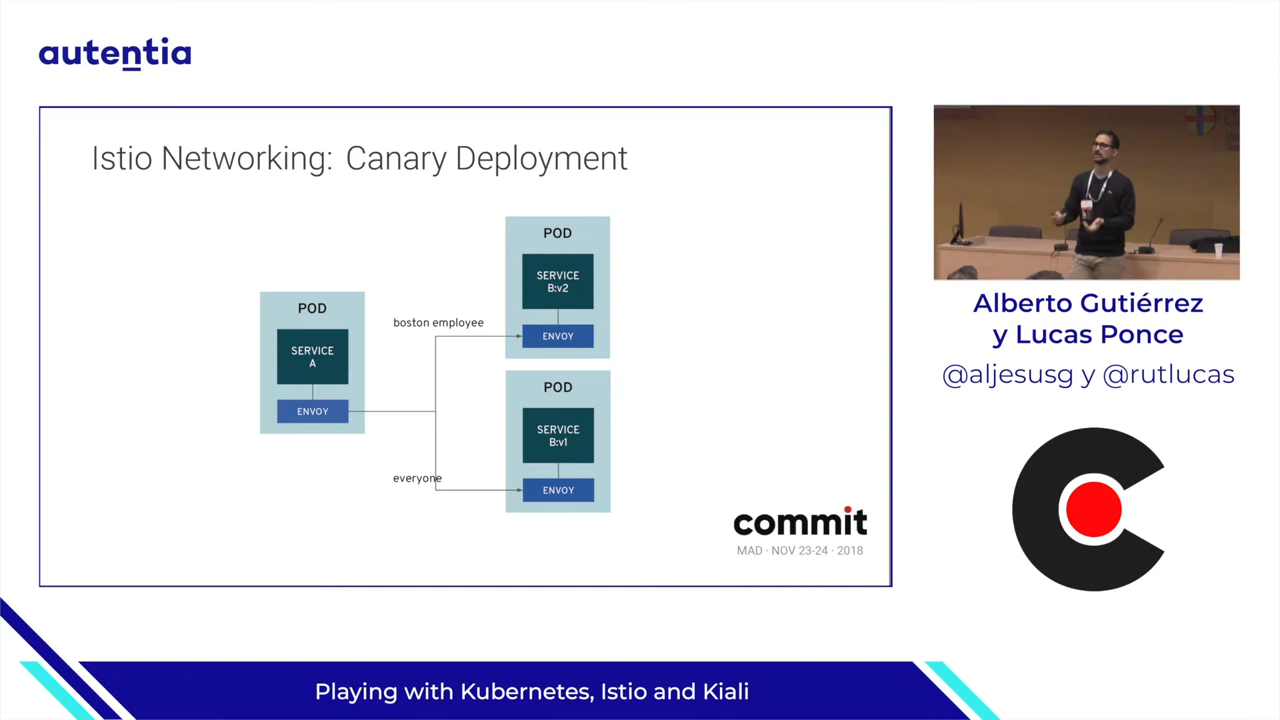 autentia
Istio Networking: Canary Deployment
POD
SERVICE
B:v2
ENVOY
boston employee
POD
SERVICE
A
ENVOY
POD
SERVICE
B:v1
ENVOY
everyone
commit
MAD · NOV 23-24 · 2018
Alberto Gutiérrez
y Lucas Ponce
@aljesusg y @rutlucas
Playing with Kubernetes, Istio and Kiali